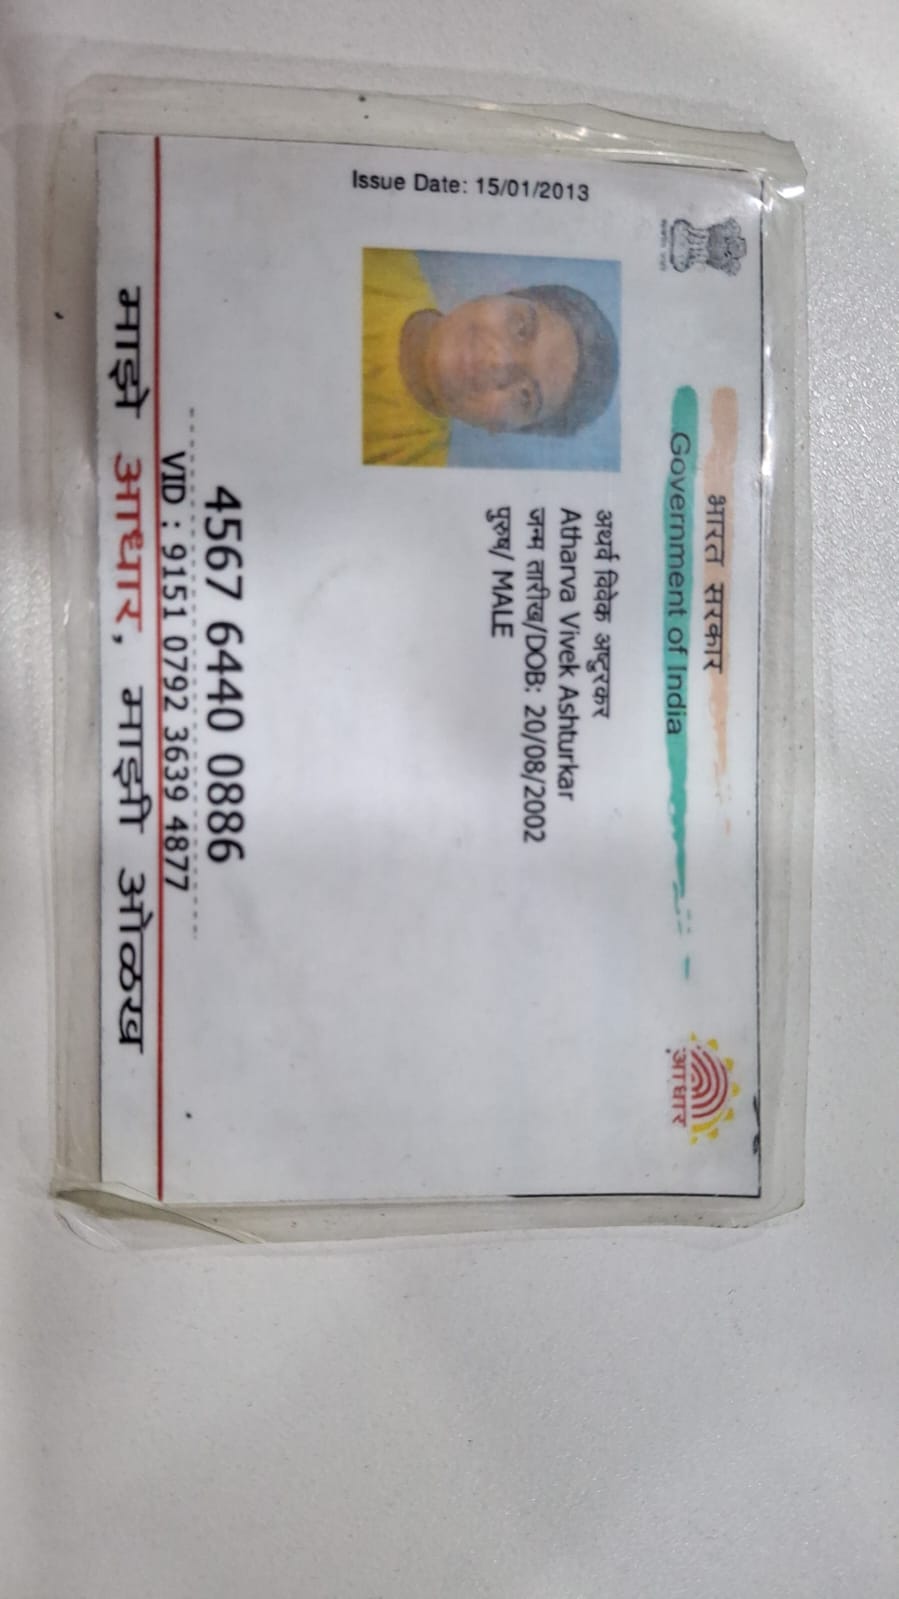 भारत सरकार
Government of India
Issue Date: 15/01/2013
अथर्व विवेक अष्टुरकर
Atharva Vivek Ashturkar
जन्म तारीख/DOB: 20/08/2002
पुरुष/ MALE
आधार
4567 6440 0886
VID : 9151 0792 3639 4877
माझे आधार, माझी ओळख